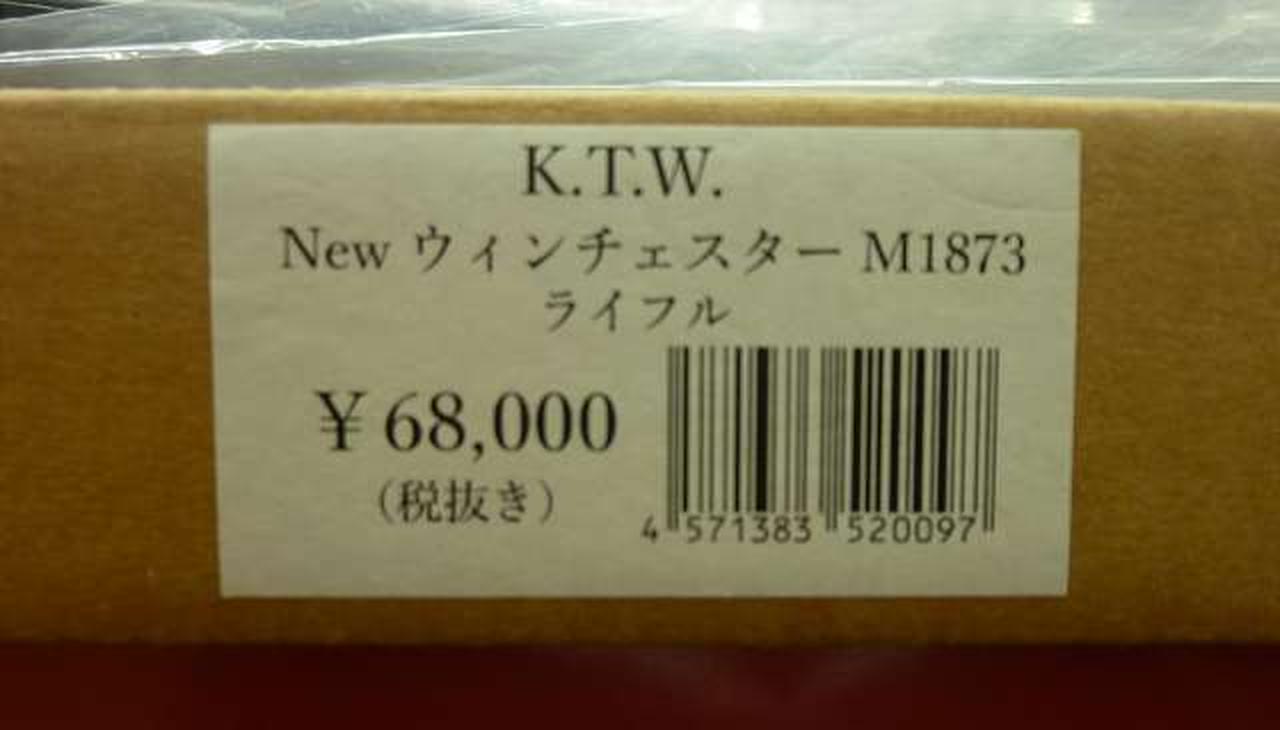 K.T.W.
New ウィンチェスター M1873
ライフル
¥68,000
(税抜き)
4 571383 520097